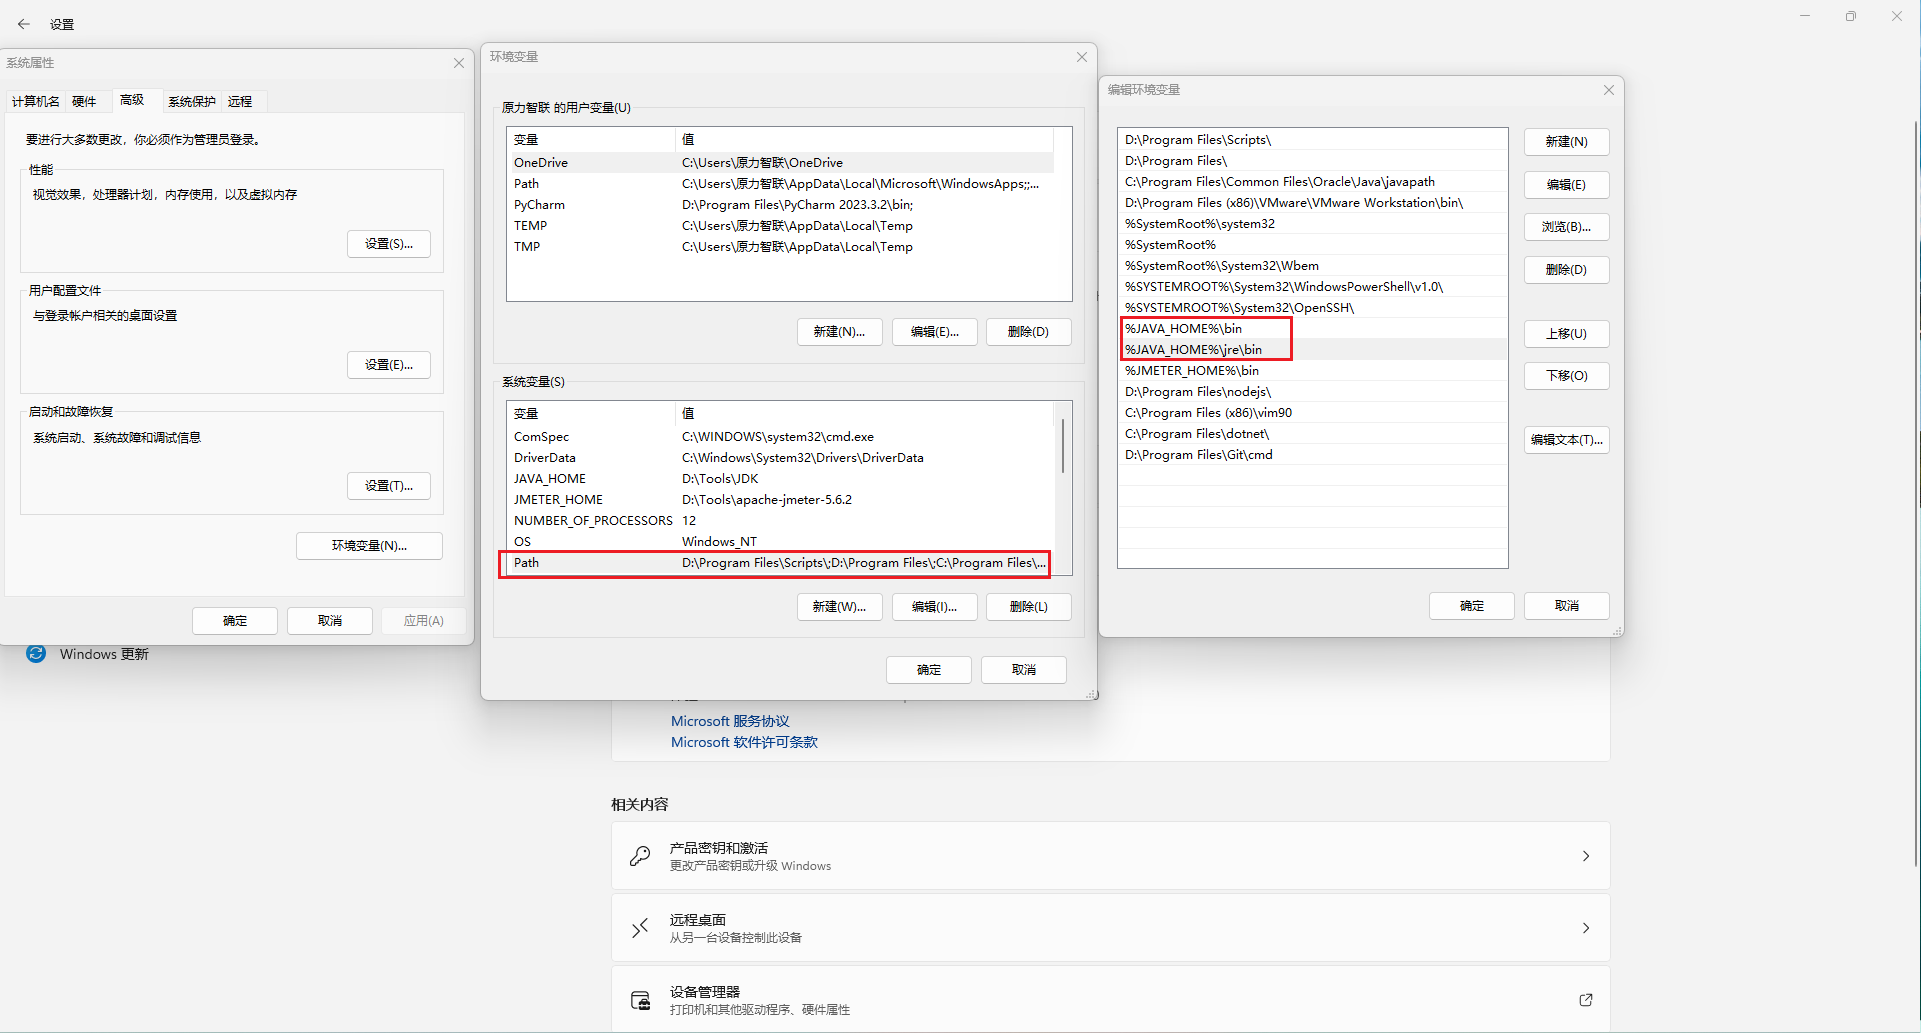 设置
系统属性
计算机名 硬件 高级 系统保护 远程
要进行大多数更改，你必须作为管理员登录。
性能
视觉效果，处理器计划，内存使用，以及虚拟内存
设置(S)...
用户配置文件
与登录帐户相关的桌面设置
设置(E)...
启动和故障恢复
系统启动、系统故障和调试信息
设置(T)...
环境变量(N)...
确定 取消 应用(A)
Windows 更新
环境变量
原力智联 的用户变量(U)
变量 值
OneDrive C:\Users\原力智联\OneDrive
Path C:\Users\原力智联\AppData\Local\Microsoft\WindowsApps;;...
PyCharm D:\Program Files\PyCharm 2023.3.2\bin;
TEMP C:\Users\原力智联\AppData\Local\Temp
TMP C:\Users\原力智联\AppData\Local\Temp
新建(N)... 编辑(E)... 删除(D)
系统变量(S)
变量 值
ComSpec C:\WINDOWS\system32\cmd.exe
DriverData C:\Windows\System32\Drivers\DriverData
JAVA_HOME D:\Tools\JDK
JMETER_HOME D:\Tools\apache-jmeter-5.6.2
NUMBER_OF_PROCESSORS 12
OS Windows_NT
Path D:\Program Files\Scripts\;D:\Program Files\;C:\Program Files\...
新建(W)... 编辑(I)... 删除(L)
确定 取消
编辑环境变量
D:\Program Files\Scripts\
D:\Program Files\
C:\Program Files\Common Files\Oracle\Java\javapath
D:\Program Files (x86)\VMware\VMware Workstation\bin\
%SystemRoot%\system32
%SystemRoot%
%SystemRoot%\System32\Wbem
%SYSTEMROOT%\System32\WindowsPowerShell\v1.0\
%SYSTEMROOT%\System32\OpenSSH\
%JAVA_HOME%\bin
%JAVA_HOME%\jre\bin
%JMETER_HOME%\bin
D:\Program Files\nodejs\
C:\Program Files (x86)\vim90
C:\Program Files\dotnet\
D:\Program Files\Git\cmd
新建(N)
编辑(E)
浏览(B)...
删除(D)
上移(U)
下移(O)
编辑文本(T)...
确定 取消
Microsoft 服务协议
Microsoft 软件许可条款
相关内容
产品密钥和激活
更改产品密钥或升级 Windows
远程桌面
从另一台设备控制此设备
设备管理器
打印机和其他驱动程序、硬件属性